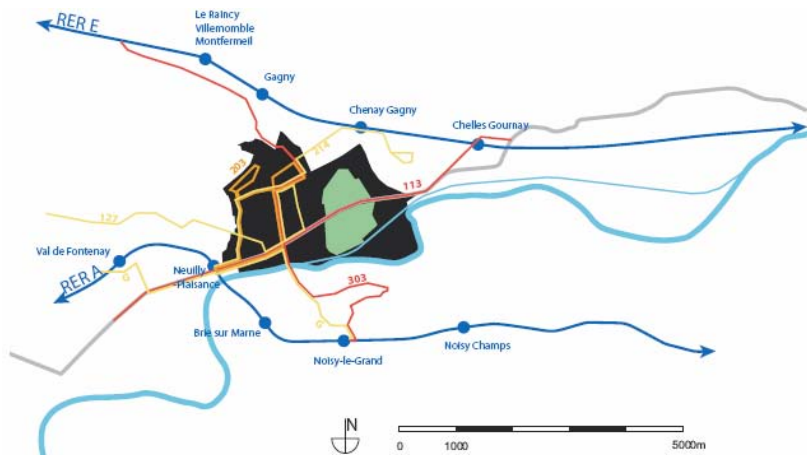 RER E
Le Raincy
Villemomble
Montfermeil
Gagny
Chenay Gagny
Chelles Gournay
214
203
113
127
Val de Fontenay
RER A
G
Neuilly
-Plaisance
303
G
Brie sur Marne
Noisy-le-Grand
Noisy Champs
N
0
1000
5000m